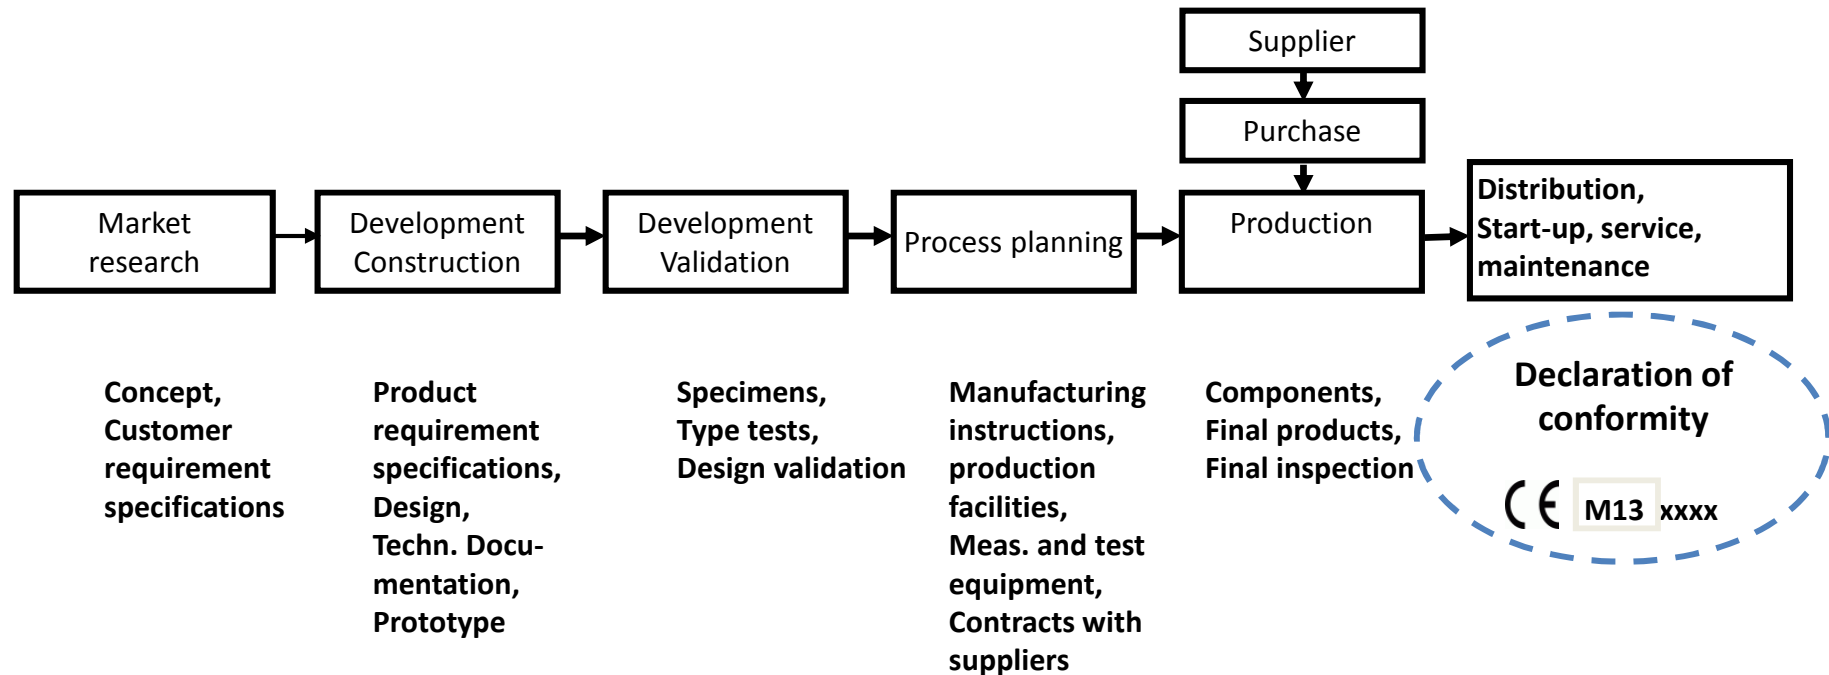 Supplier
Purchase
Market
research
Development
Construction
Development
Validation
Process planning
Production
Distribution,
Start-up, service,
maintenance
Concept,
Customer
requirement
specifications
Product
requirement
specifications,
Design,
Techn. Docu-
mentation,
Prototype
Specimens,
Type tests,
Design validation
Manufacturing
instructions,
production
facilities,
Meas. and test
equipment,
Contracts with
suppliers
Components,
Final products,
Final inspection
Declaration of
conformity
CE M13 xxxx